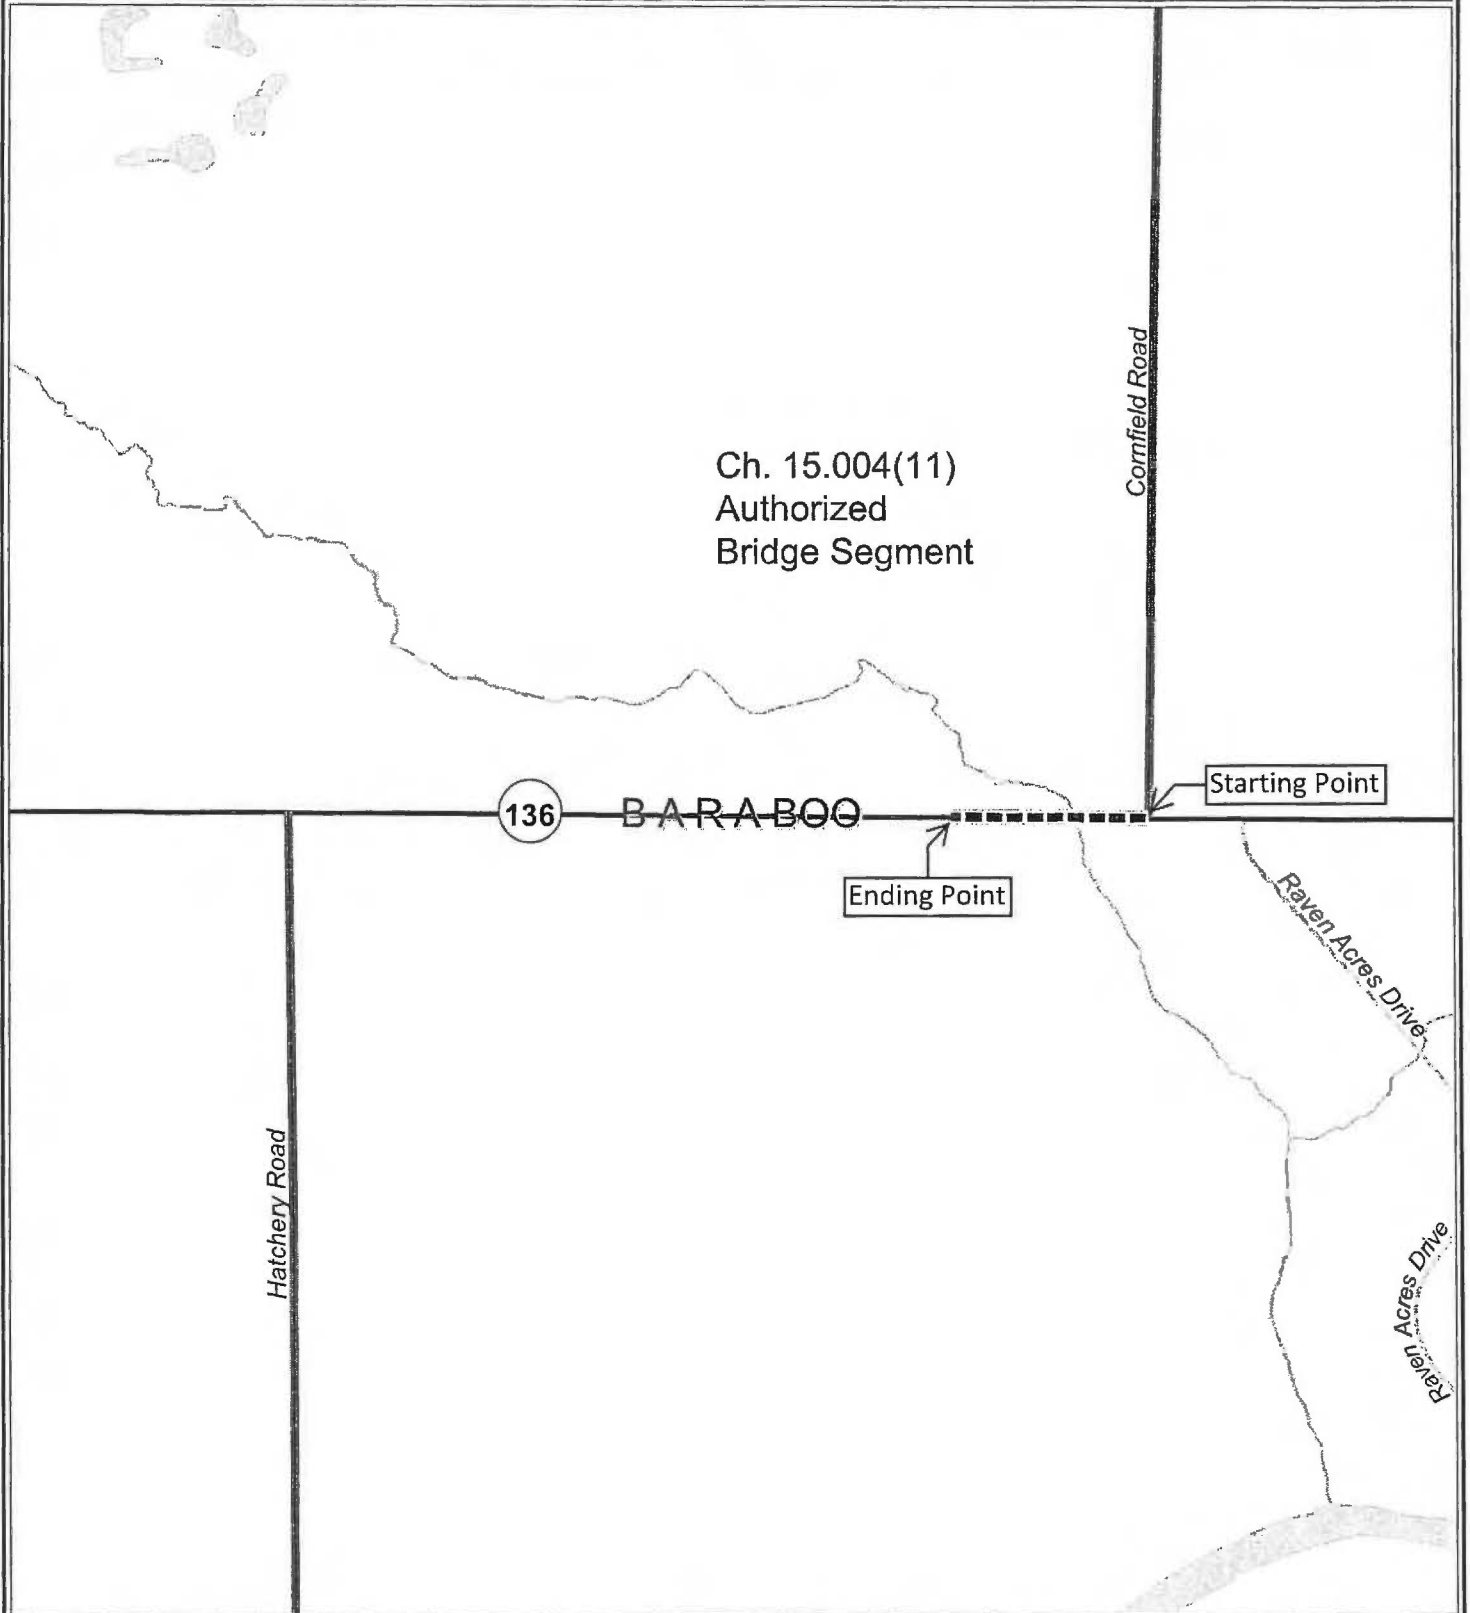 Cornfield Road
Ch. 15.004(11)
Authorized
Bridge Segment
Starting Point
136
BARABOO
Ending Point
Raven Acres Drive
Hatchery Road
Raven Acres Drive